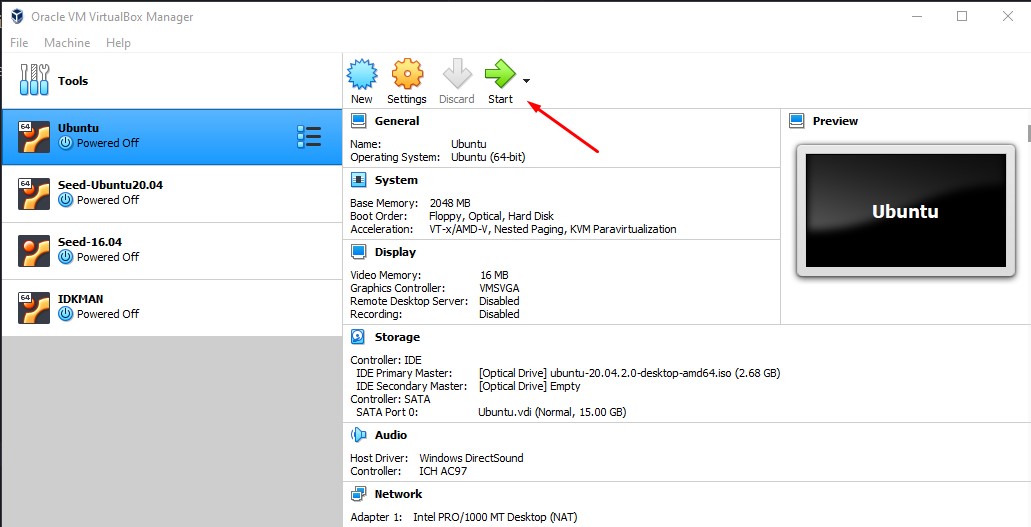 Oracle VM VirtualBox Manager
File Machine Help
Tools
New Settings Discard Start
64 Ubuntu
Powered Off
64 Seed-Ubuntu20.04
Powered Off
Seed-16.04
Powered Off
64 IDKMAN
Powered Off
General
Name: Ubuntu
Operating System: Ubuntu (64-bit)
System
Base Memory: 2048 MB
Boot Order: Floppy, Optical, Hard Disk
Acceleration: VT-x/AMD-V, Nested Paging, KVM Paravirtualization
Display
Video Memory: 16 MB
Graphics Controller: VMSVGA
Remote Desktop Server: Disabled
Recording: Disabled
Storage
Controller: IDE
IDE Primary Master: [Optical Drive] ubuntu-20.04.2.0-desktop-amd64.iso (2.68 GB)
IDE Secondary Master: [Optical Drive] Empty
Controller: SATA
SATA Port 0: Ubuntu.vdi (Normal, 15.00 GB)
Audio
Host Driver: Windows DirectSound
Controller: ICH AC97
Network
Adapter 1: Intel PRO/1000 MT Desktop (NAT)
Preview
Ubuntu